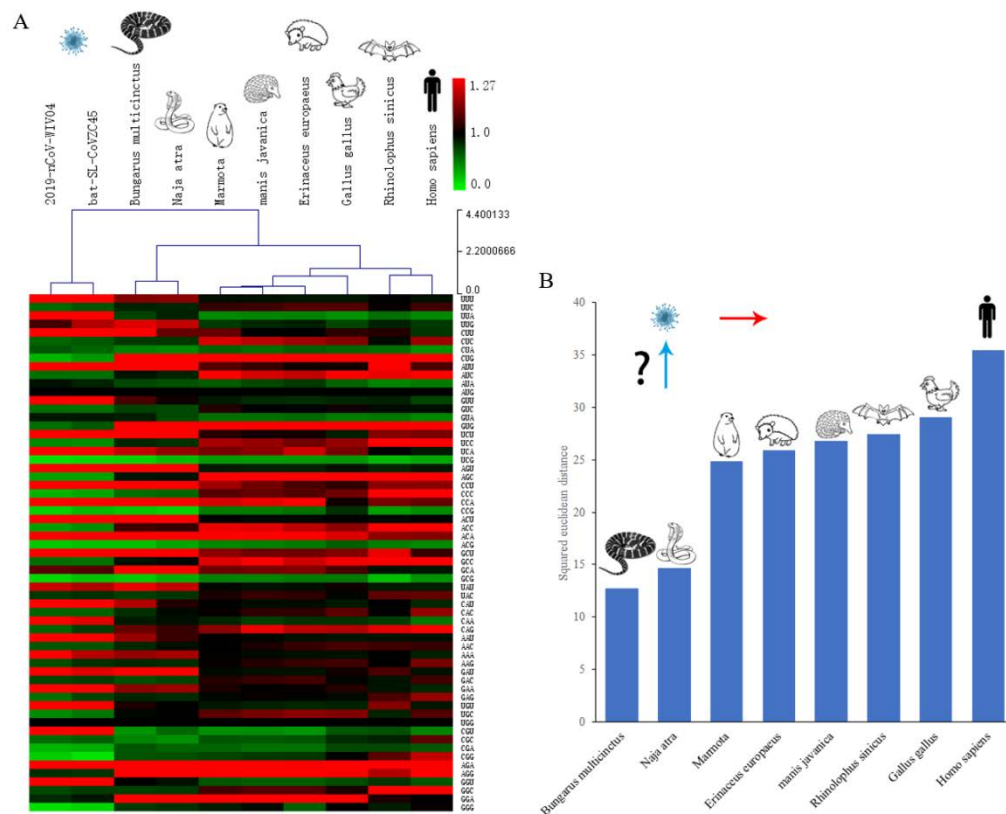 A
2019-nCoV-WIV04
bat-SL-CoVZC45
Bungarus multicinctus
Naja atra
Marmota
manis javanica
Erinaceus europaeus
Gallus gallus
Rhinolophus sinicus
Homo sapiens
1.27
1.0
0.0
4.400133
2.2000666
0.0
UUU
UUC
UUA
UUG
CUU
CUC
CUA
CUG
AUU
AUC
AUA
AUG
GUU
GUC
GUA
GUG
UCU
UCC
UCA
UCG
AGU
AGC
CCU
CCC
CCA
CCG
ACU
ACC
ACA
ACG
GCU
GCC
GCA
GCG
UAU
UAC
CAU
CAC
CAA
CAG
AAU
AAC
AAA
AAG
GAU
GAC
GAA
GAG
UGU
UGC
UGG
CGU
CGC
CGA
CGG
AGA
AGG
GGU
GGC
GGA
GGG
B
Squared euclidean distance
40
35
30
25
20
15
10
5
0
?
Bungarus multicinctus
Naja atra
Marmota
Erinaceus europaeus
manis javanica
Rhinolophus sinicus
Gallus gallus
Homo sapiens